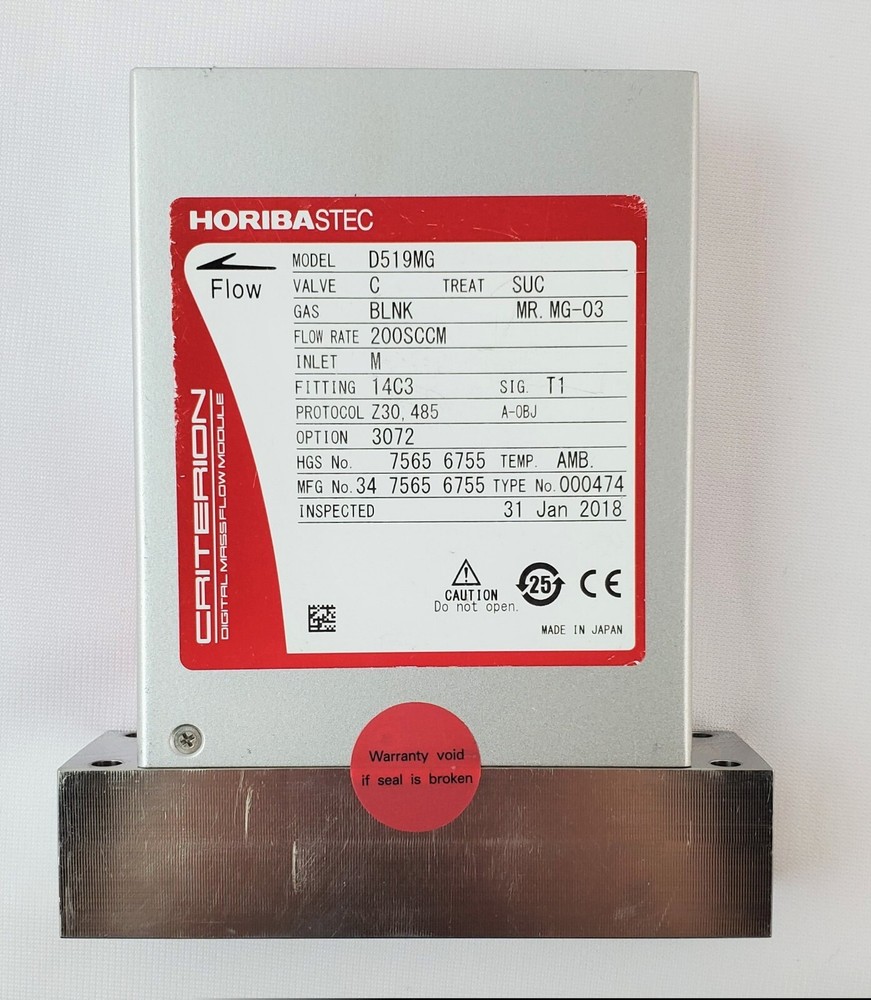 HORIBASTEC
Flow
MODEL D519MG
VALVE C TREAT SUC
GAS BLNK MR. MG-03
FLOW RATE 200SCCM
INLET M
FITTING 14C3 SIG. T1
PROTOCOL Z30, 485 A-OBJ
OPTION 3072
HGS No. 7565 6755 TEMP. AMB.
MFG No. 34 7565 6755 TYPE No. 000474
INSPECTED 31 Jan 2018
CRITERION
DIGITAL MASS FLOW MODULE
CAUTION
Do not open.
25
CE
MADE IN JAPAN
Warranty void
if seal is broken